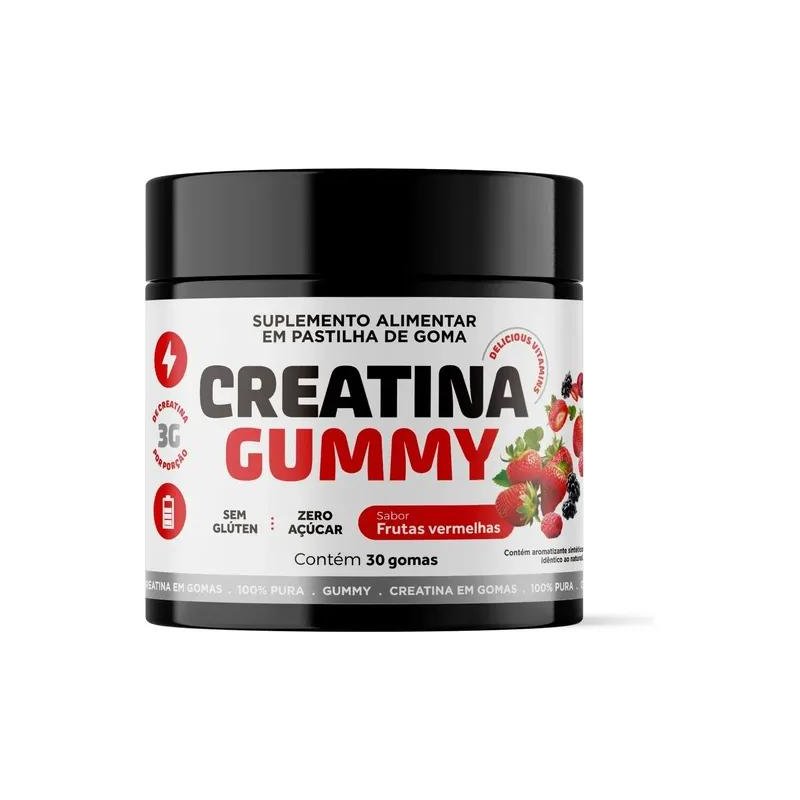 SUPLEMENTO ALIMENTAR
EM PASTILHA DE GOMA
DELICIOUS VITAMINS
CREATINA
GUMMY
DE CREATINA
3G
POR PORÇÃO
SEM
GLÚTEN
ZERO
AÇÚCAR
Sabor
Frutas vermelhas
Contém 30 gomas
Contém aromatizante sintético
idêntico ao natural
CREATINA EM GOMAS . 100% PURA . GUMMY . CREATINA EM GOMAS . 100% PURA .